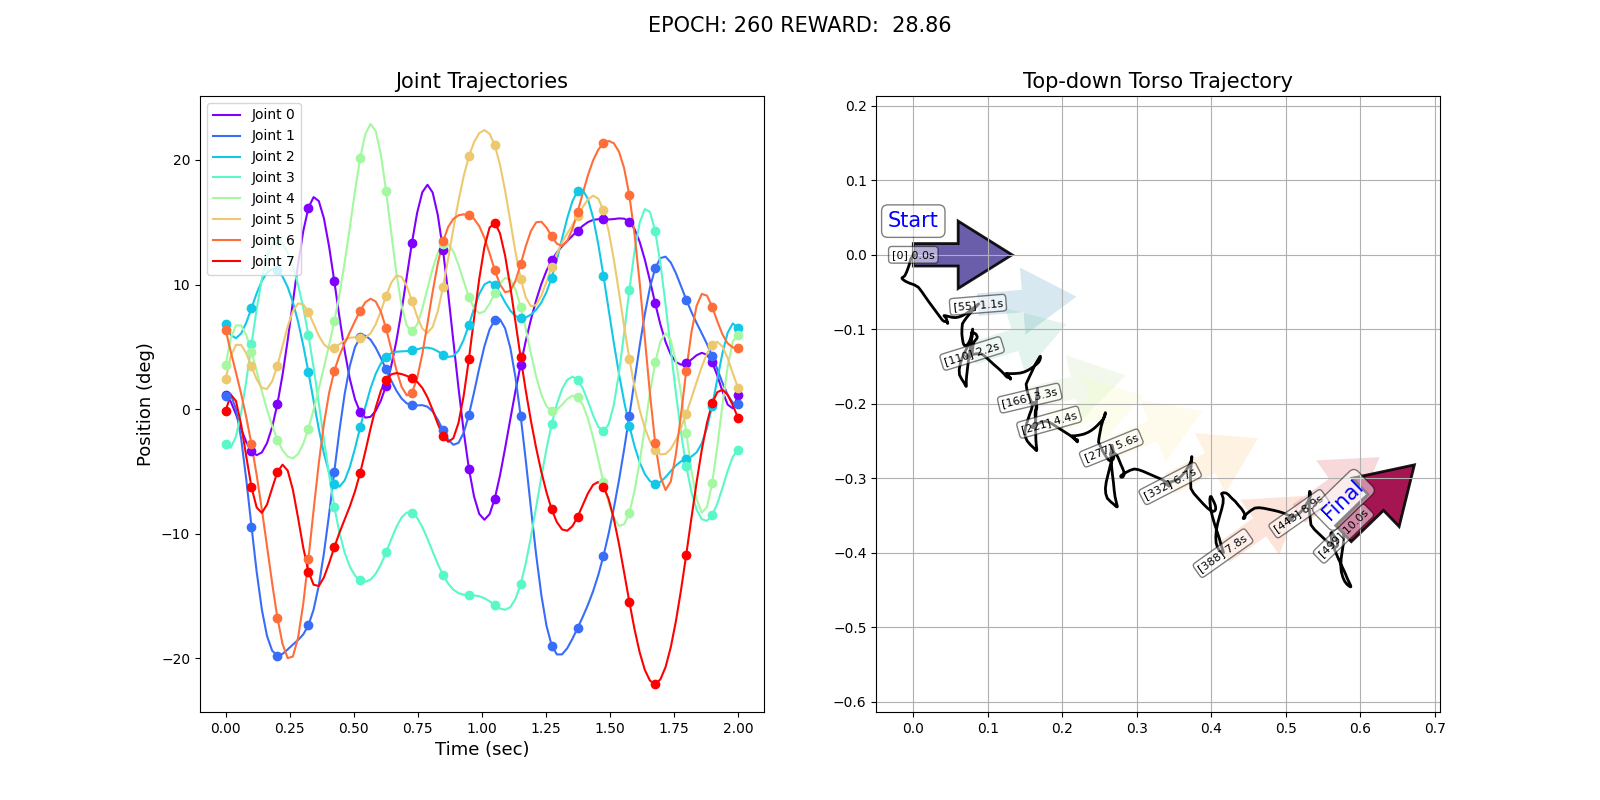 EPOCH: 260 REWARD:  28.86
Joint Trajectories
Joint 0
Joint 1
Joint 2
Joint 3
Joint 4
Joint 5
Joint 6
Joint 7
Position (deg)
20
10
0
−10
−20
0.00 0.25 0.50 0.75 1.00 1.25 1.50 1.75 2.00
Time (sec)
Top-down Torso Trajectory
0.2
0.1
0.0
−0.1
−0.2
−0.3
−0.4
−0.5
−0.6
0.0 0.1 0.2 0.3 0.4 0.5 0.6 0.7
Start
[0] 0.0s
[55] 1.1s
[110] 2.2s
[166] 3.3s
[221] 4.4s
[277] 5.6s
[332] 6.7s
[388] 7.8s
[443] 8.9s
Final
[499] 10.0s